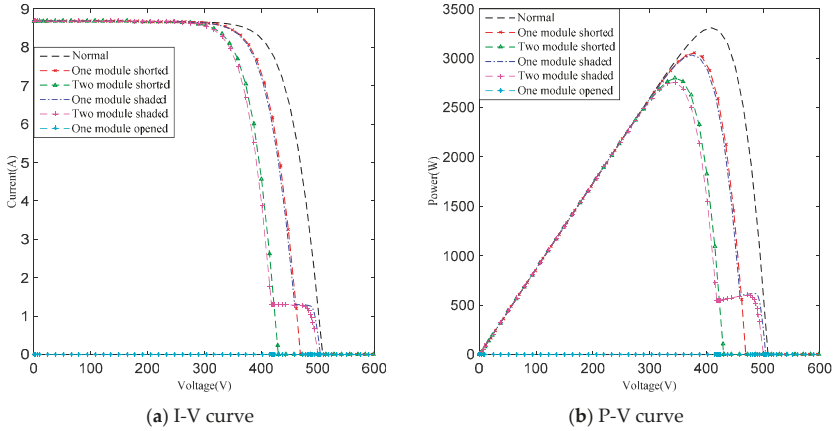 9
8
7
6
5
4
3
2
1
0
0 100 200 300 400 500 600
Current(A)
Voltage(V)
Normal
One module shorted
Two module shorted
One module shaded
Two module shaded
One module opened
(a) I-V curve
3500
3000
2500
2000
1500
1000
500
0
0 100 200 300 400 500 600
Power(W)
Voltage(V)
Normal
One module shorted
Two module shorted
One module shaded
Two module shaded
One module opened
(b) P-V curve